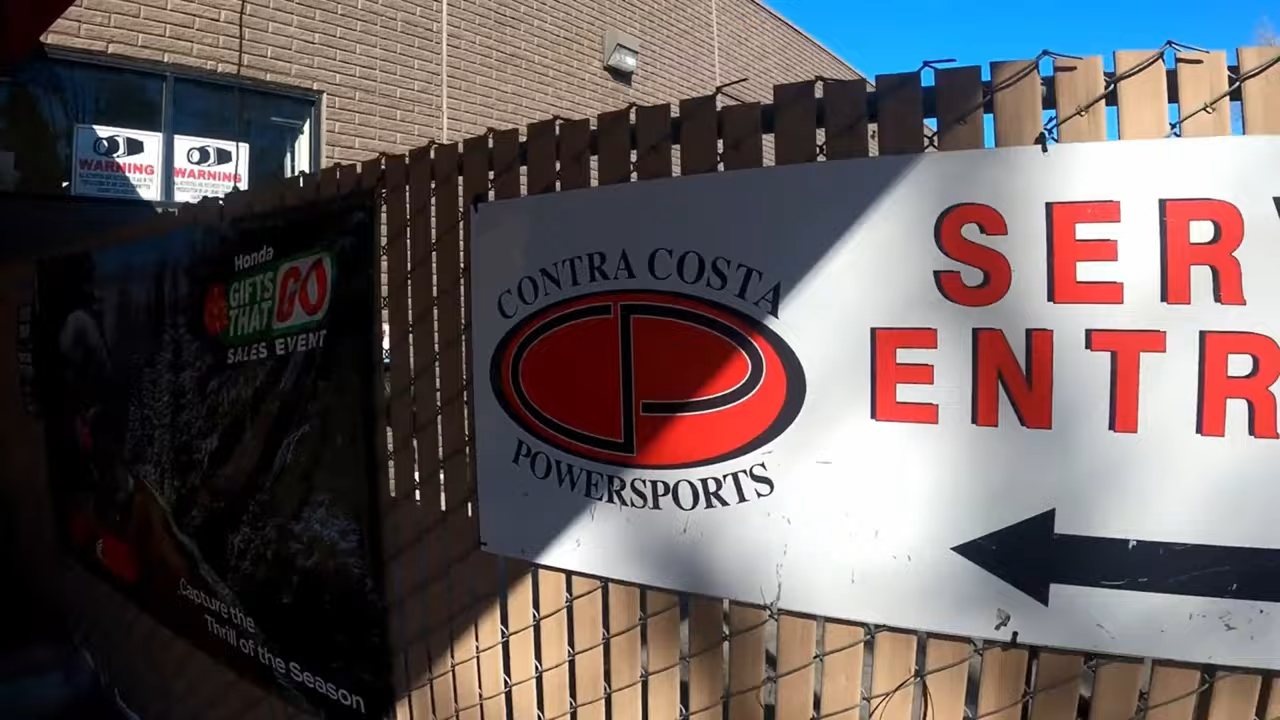 WARNING
WARNING
Honda
GIFTS
THAT
GO
SALES EVENT
Capture the
Thrill of the Season
CONTRA COSTA
POWERSPORTS
SER
ENTR